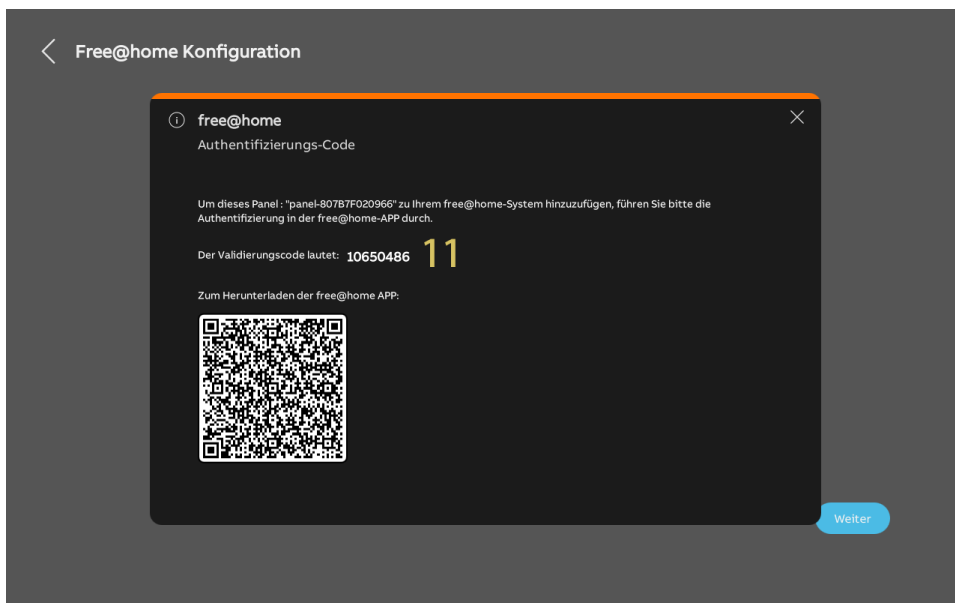 Free@home Konfiguration
free@home
Authentifizierungs-Code
Um dieses Panel : "panel-807B7F020966" zu Ihrem free@home-System hinzuzufügen, führen Sie bitte die
Authentifizierung in der free@home-APP durch.
Der Validierungscode lautet: 10650486 11
Zum Herunterladen der free@home APP:
Weiter